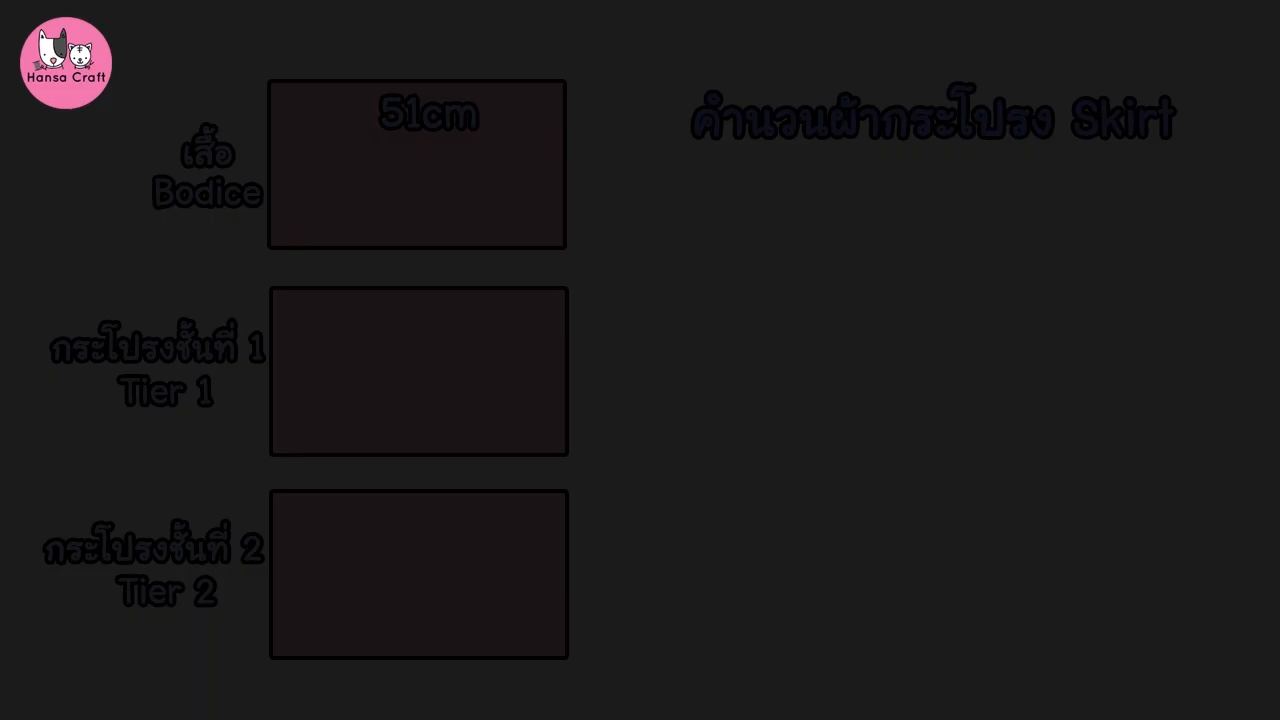 Hansa Craft
51cm
คำนวนผ้ากระโปรง Skirt
เสื้อ
Bodice
กระโปรงชั้นที่ 1
Tier 1
กระโปรงชั้นที่ 2
Tier 2